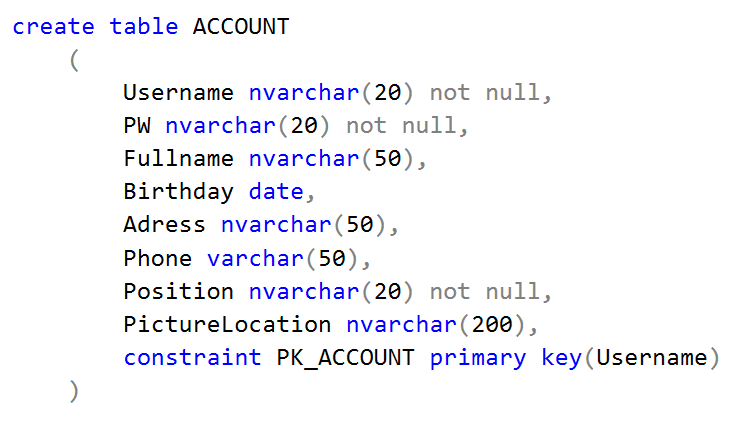 create table ACCOUNT
(
Username nvarchar(20) not null,
PW nvarchar(20) not null,
Fullname nvarchar(50),
Birthday date,
Adress nvarchar(50),
Phone varchar(50),
Position nvarchar(20) not null,
PictureLocation nvarchar(200),
constraint PK_ACCOUNT primary key(Username)
)